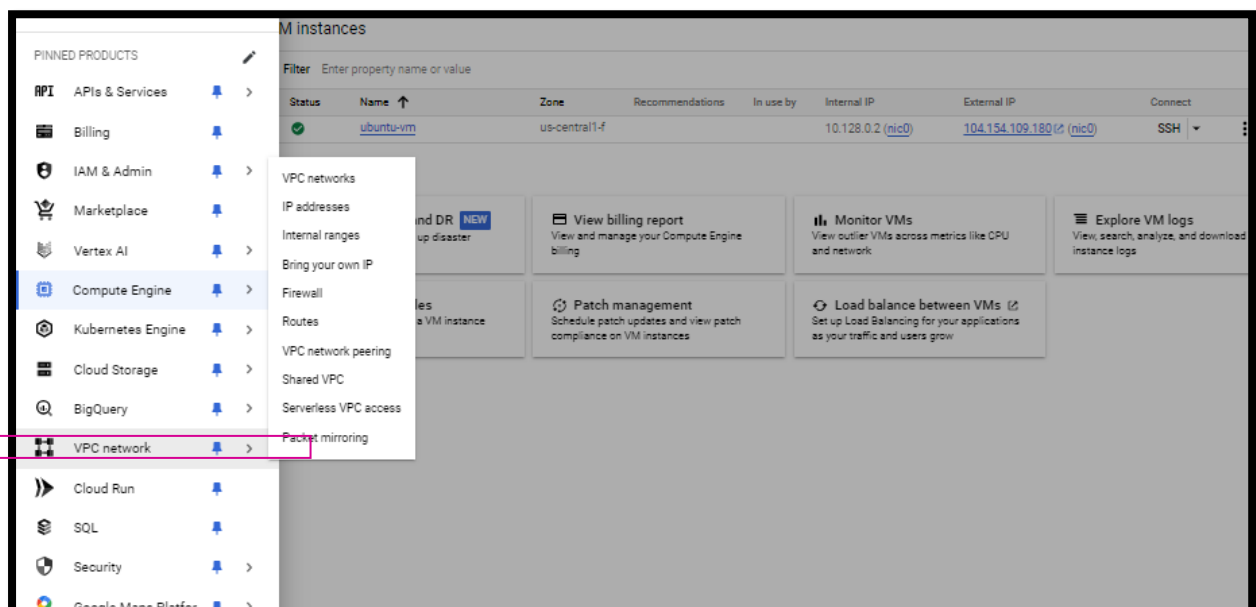 M instances
PINNED PRODUCTS
Filter Enter property name or value
API APIs & Services
Status Name Zone Recommendations In use by Internal IP External IP Connect
Billing
ubuntu-vm us-central1-f 10.128.0.2 (nic0) 104.154.109.180 (nic0) SSH
IAM & Admin
Marketplace
Vertex AI
Compute Engine
Kubernetes Engine
Cloud Storage
BigQuery
VPC network
Cloud Run
SQL
Security
Google Maps Platfor
VPC networks
IP addresses
Internal ranges
Bring your own IP
Firewall
Routes
VPC network peering
Shared VPC
Serverless VPC access
Packet mirroring
nd DR NEW
up disaster
View billing report
View and manage your Compute Engine
billing
Monitor VMs
View outlier VMs across metrics like CPU
and network
Explore VM logs
View, search, analyze, and download
instance logs
les
a VM instance
Patch management
Schedule patch updates and view patch
compliance on VM instances
Load balance between VMs
Set up Load Balancing for your applications
as your traffic and users grow